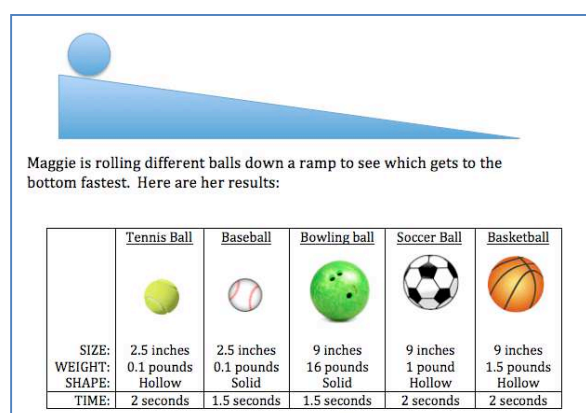 Maggie is rolling different balls down a ramp to see which gets to the
bottom fastest.  Here are her results:
Tennis Ball Baseball Bowling ball Soccer Ball Basketball
SIZE: 2.5 inches 2.5 inches 9 inches 9 inches 9 inches
WEIGHT: 0.1 pounds 0.1 pounds 16 pounds 1 pound 1.5 pounds
SHAPE: Hollow Solid Solid Hollow Hollow
TIME: 2 seconds 1.5 seconds 1.5 seconds 2 seconds 2 seconds